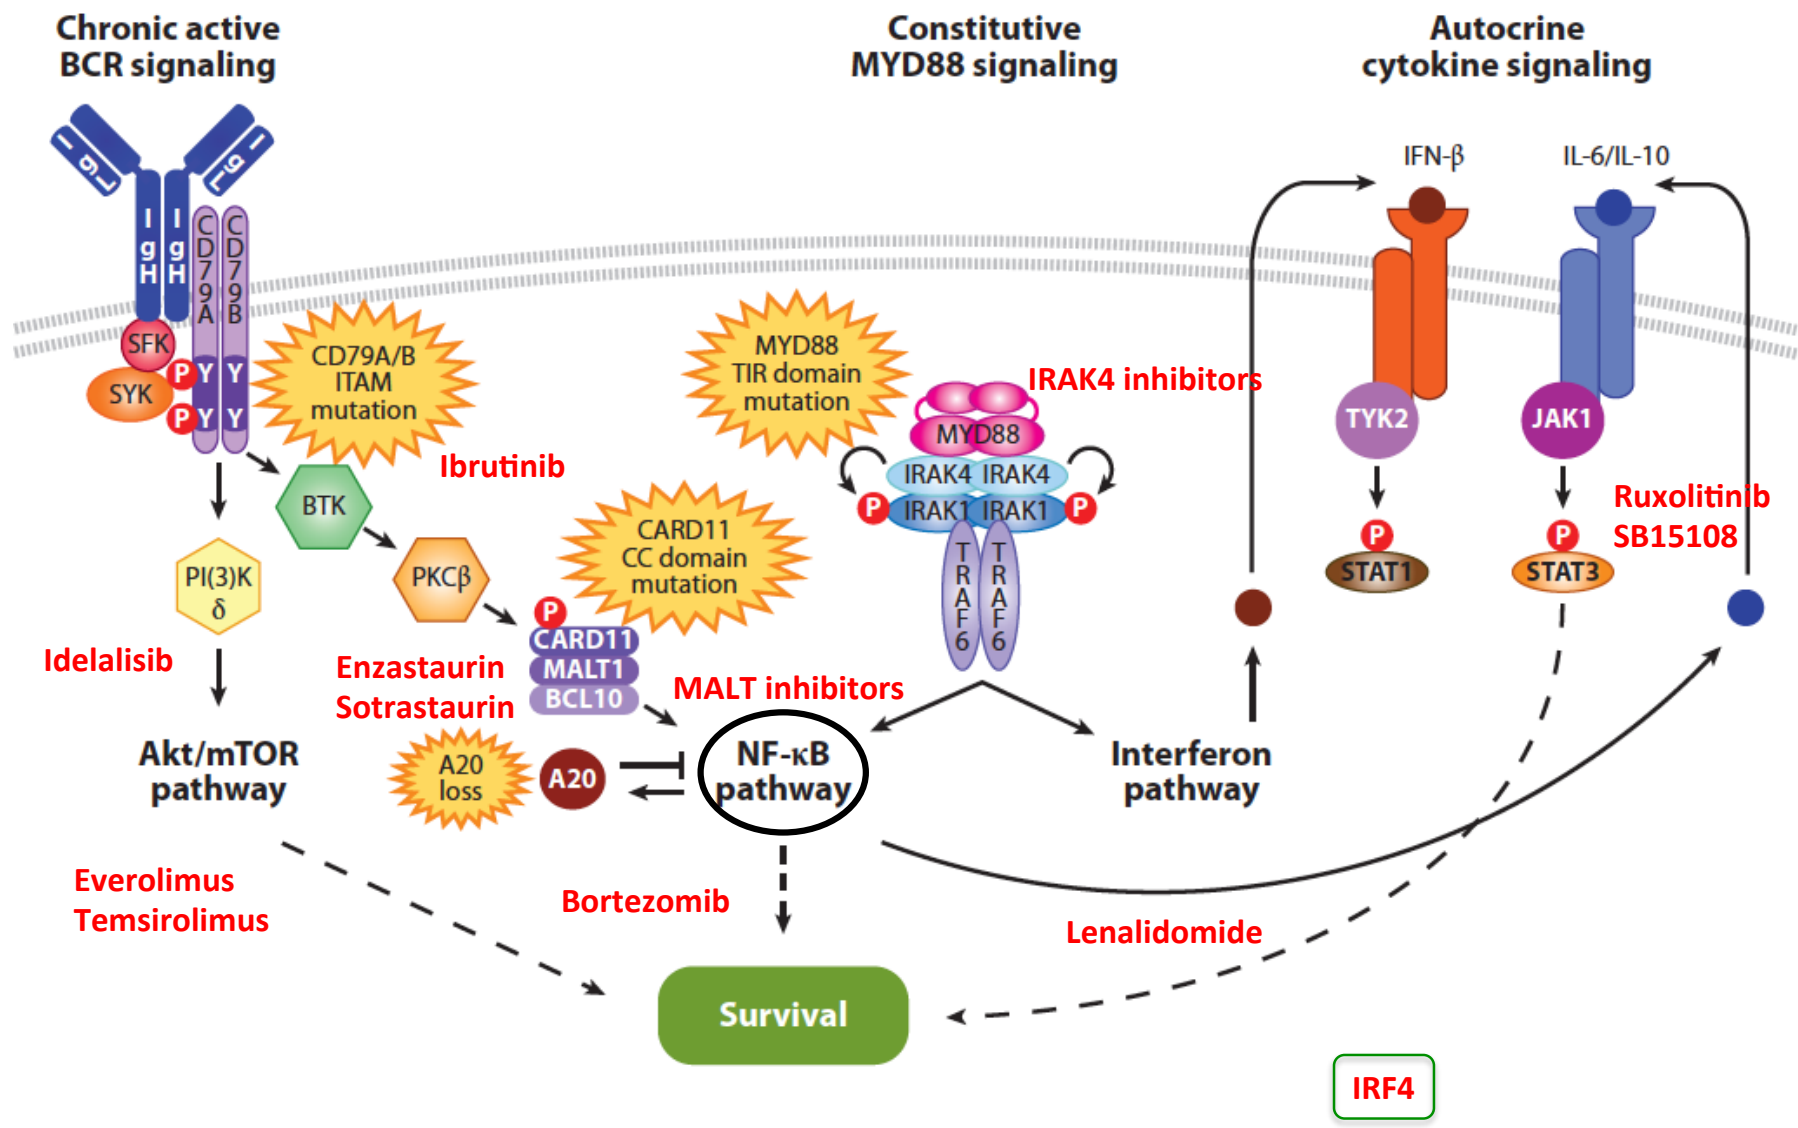 Chronic active
BCR signaling
Constitutive
MYD88 signaling
Autocrine
cytokine signaling
IgL
IgL
IgH
IgH
CD79A
CD79B
SFK
SYK
P
P
Y
Y
Y
Y
CD79A/B
ITAM
mutation
BTK
Ibrutinib
PKCβ
PI(3)K
δ
Idelalisib
Akt/mTOR
pathway
Everolimus
Temsirolimus
Enzastaurin
Sotrastaurin
CARD11
CC domain
mutation
P
CARD11
MALT1
BCL10
MALT inhibitors
A20
loss
A20
NF-κB
pathway
Bortezomib
Survival
MYD88
TIR domain
mutation
IRAK4 inhibitors
MYD88
IRAK4
IRAK4
P
IRAK1
IRAK1
P
TRAF6
TRAF6
Interferon
pathway
IFN-β
IL-6/IL-10
TYK2
JAK1
P
STAT1
P
STAT3
Ruxolitinib
SB15108
Lenalidomide
IRF4